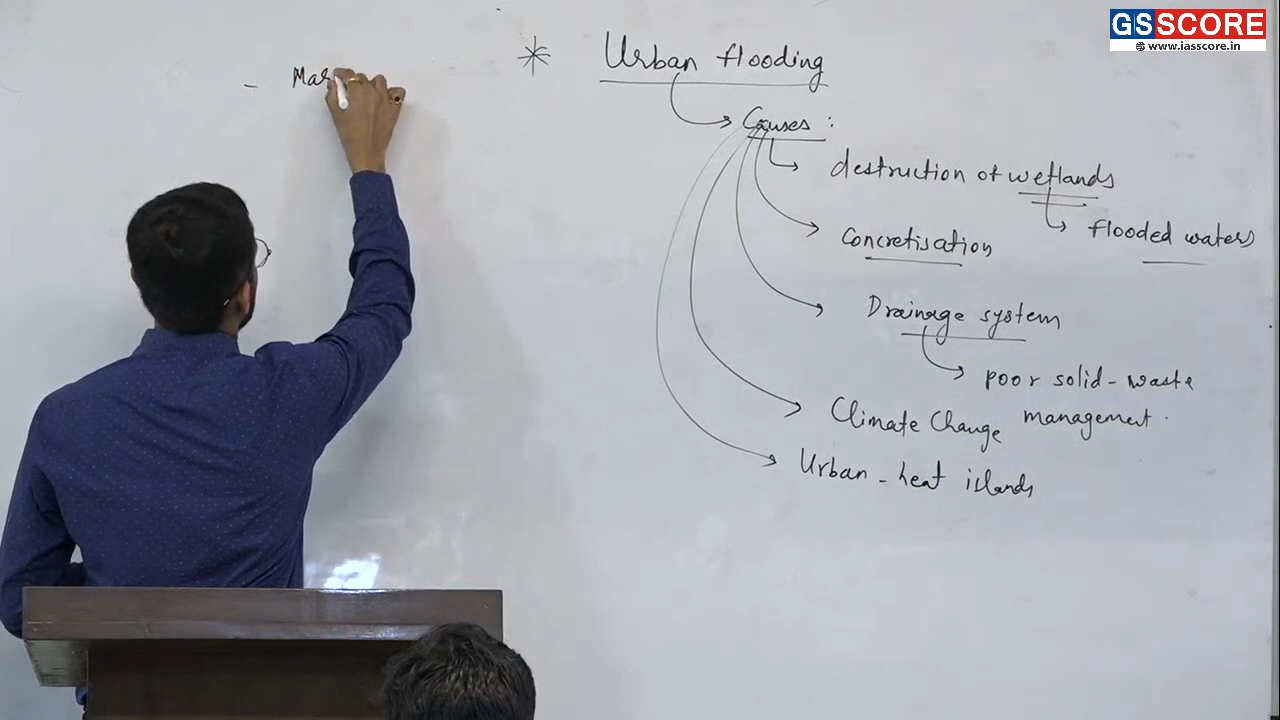 GSSCORE
www.iasscore.in
* Urban flooding
Causes :
destruction of wetlands
flooded waters
Concretisation
Drainage system
poor solid-waste
management.
Climate Change
Urban-heat islands